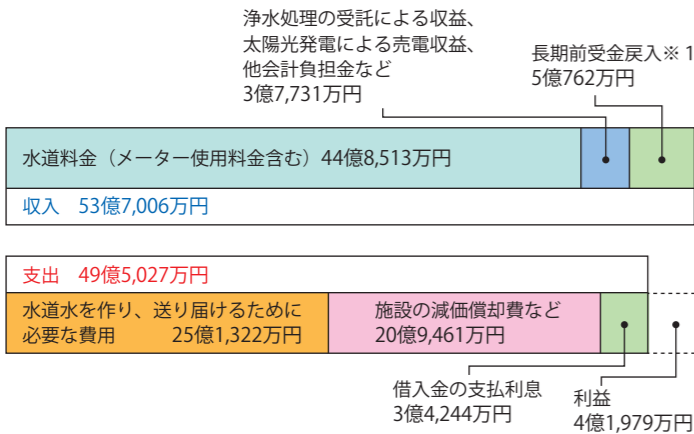 浄水処理の受託による収益、
太陽光発電による売電収益、
他会計負担金など
3億7,731万円
長期前受金戻入※1
5億762万円
水道料金（メーター使用料金含む）44億8,513万円
収入 53億7,006万円
支出 49億5,027万円
水道水を作り、送り届けるために
必要な費用 25億1,322万円
施設の減価償却費など
20億9,461万円
借入金の支払利息
3億4,244万円
利益
4億1,979万円